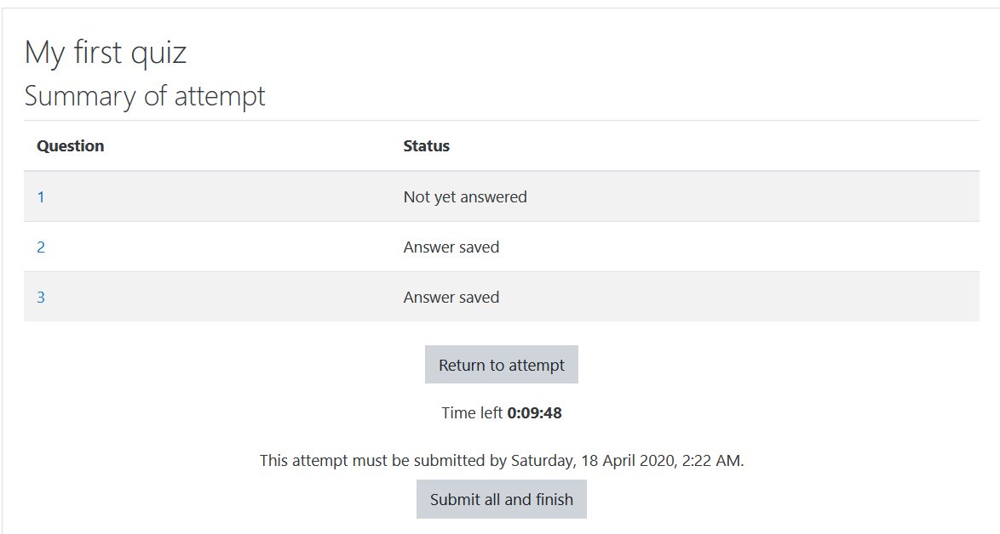 My first quiz
Summary of attempt
Question Status
1 Not yet answered
2 Answer saved
3 Answer saved
Return to attempt
Time left 0:09:48
This attempt must be submitted by Saturday, 18 April 2020, 2:22 AM.
Submit all and finish